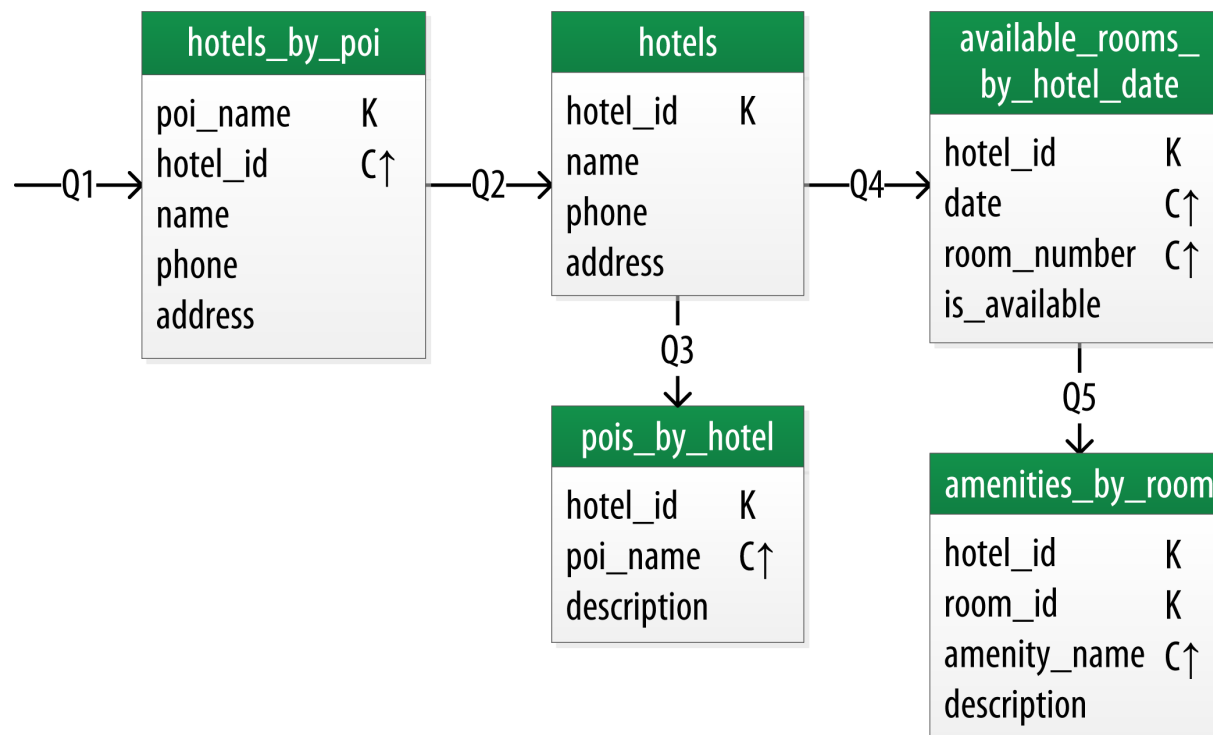 hotels_by_poi
poi_name K
hotel_id C↑
name
phone
address
Q1
Q2
hotels
hotel_id K
name
phone
address
Q3
pois_by_hotel
hotel_id K
poi_name C↑
description
Q4
available_rooms_
by_hotel_date
hotel_id K
date C↑
room_number C↑
is_available
Q5
amenities_by_room
hotel_id K
room_id K
amenity_name C↑
description